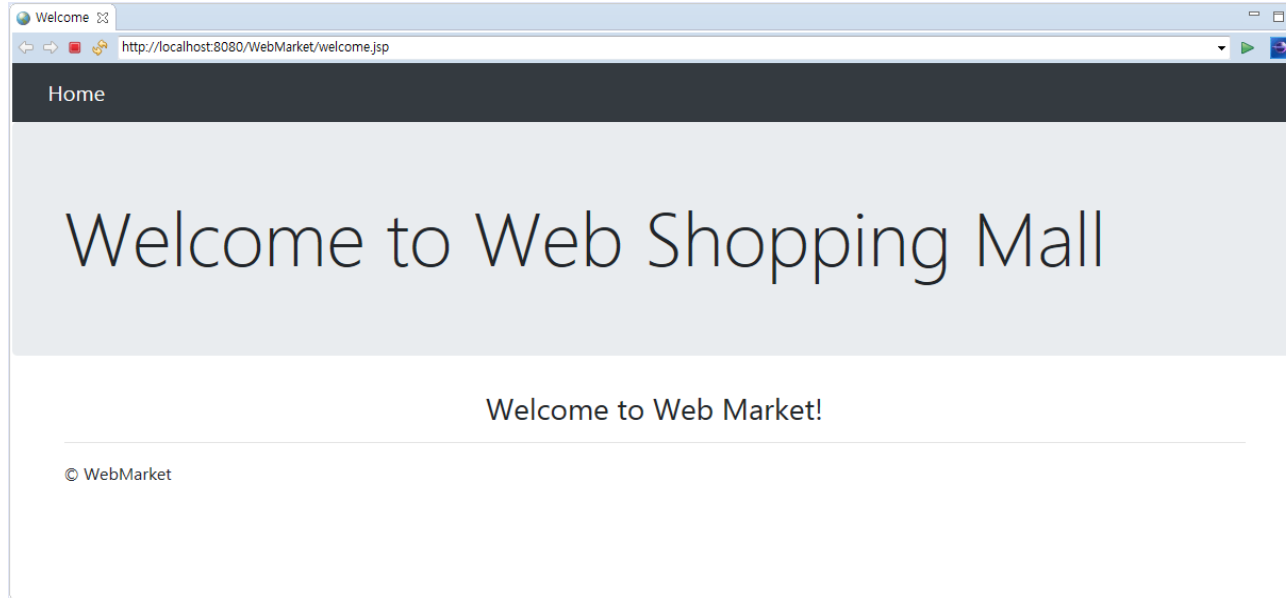 Welcome
http://localhost:8080/WebMarket/welcome.jsp
Home
Welcome to Web Shopping Mall
Welcome to Web Market!
© WebMarket